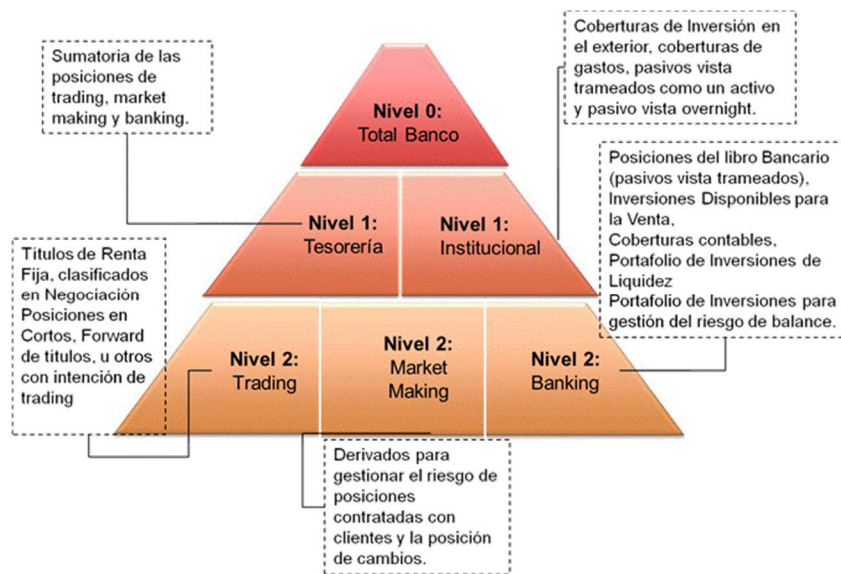 Sumatoria de las
posiciones de
trading, market
making y banking.
Coberturas de Inversión en
el exterior, coberturas de
gastos, pasivos vista
trameados como un activo
y pasivo vista overnight.
Nivel 0:
Total Banco
Nivel 1:
Tesorería
Nivel 1:
Institucional
Posiciones del libro Bancario
(pasivos vista trameados),
Inversiones Disponibles para
la Venta,
Coberturas contables,
Portafolio de Inversiones de
Liquidez
Portafolio de Inversiones para
gestión del riesgo de balance.
Títulos de Renta
Fija, clasificados
en Negociación
Posiciones en
Cortos, Forward
de títulos, u otros
con intención de
trading
Nivel 2:
Trading
Nivel 2:
Market
Making
Nivel 2:
Banking
Derivados para
gestionar el riesgo de
posiciones
contratadas con
clientes y la posición
de cambios.